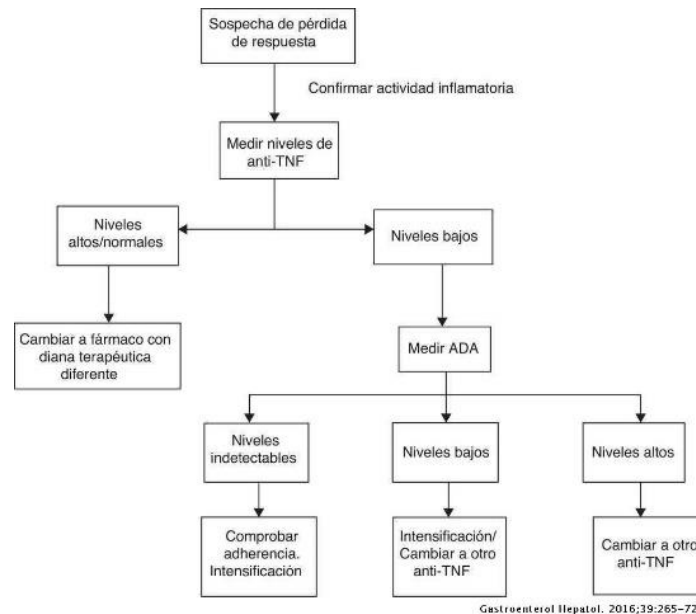 Sospecha de pérdida
de respuesta
Confirmar actividad inflamatoria
Medir niveles de
anti-TNF
Niveles
altos/normales
Niveles bajos
Cambiar a fármaco con
diana terapéutica
diferente
Medir ADA
Niveles
indetectables
Niveles bajos
Niveles altos
Comprobar
adherencia.
Intensificación
Intensificación/
Cambiar a otro
anti-TNF
Cambiar a otro
anti-TNF
Gastroenterol Hepatol. 2016;39:265-72